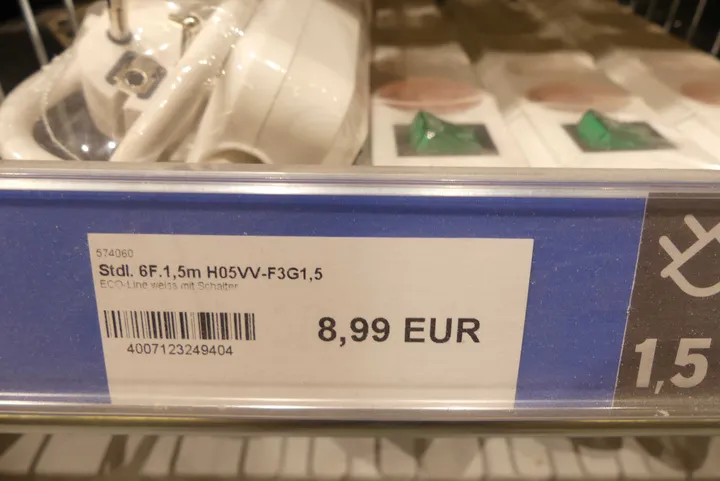 574060
Stdl. 6F.1,5m H05VV-F3G1,5
ECO-Line weiss mit Schalter
8,99 EUR
4007123249404
1,5